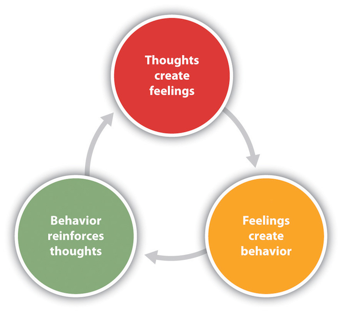 Thoughts
create
feelings
Feelings
create
behavior
Behavior
reinforces
thoughts